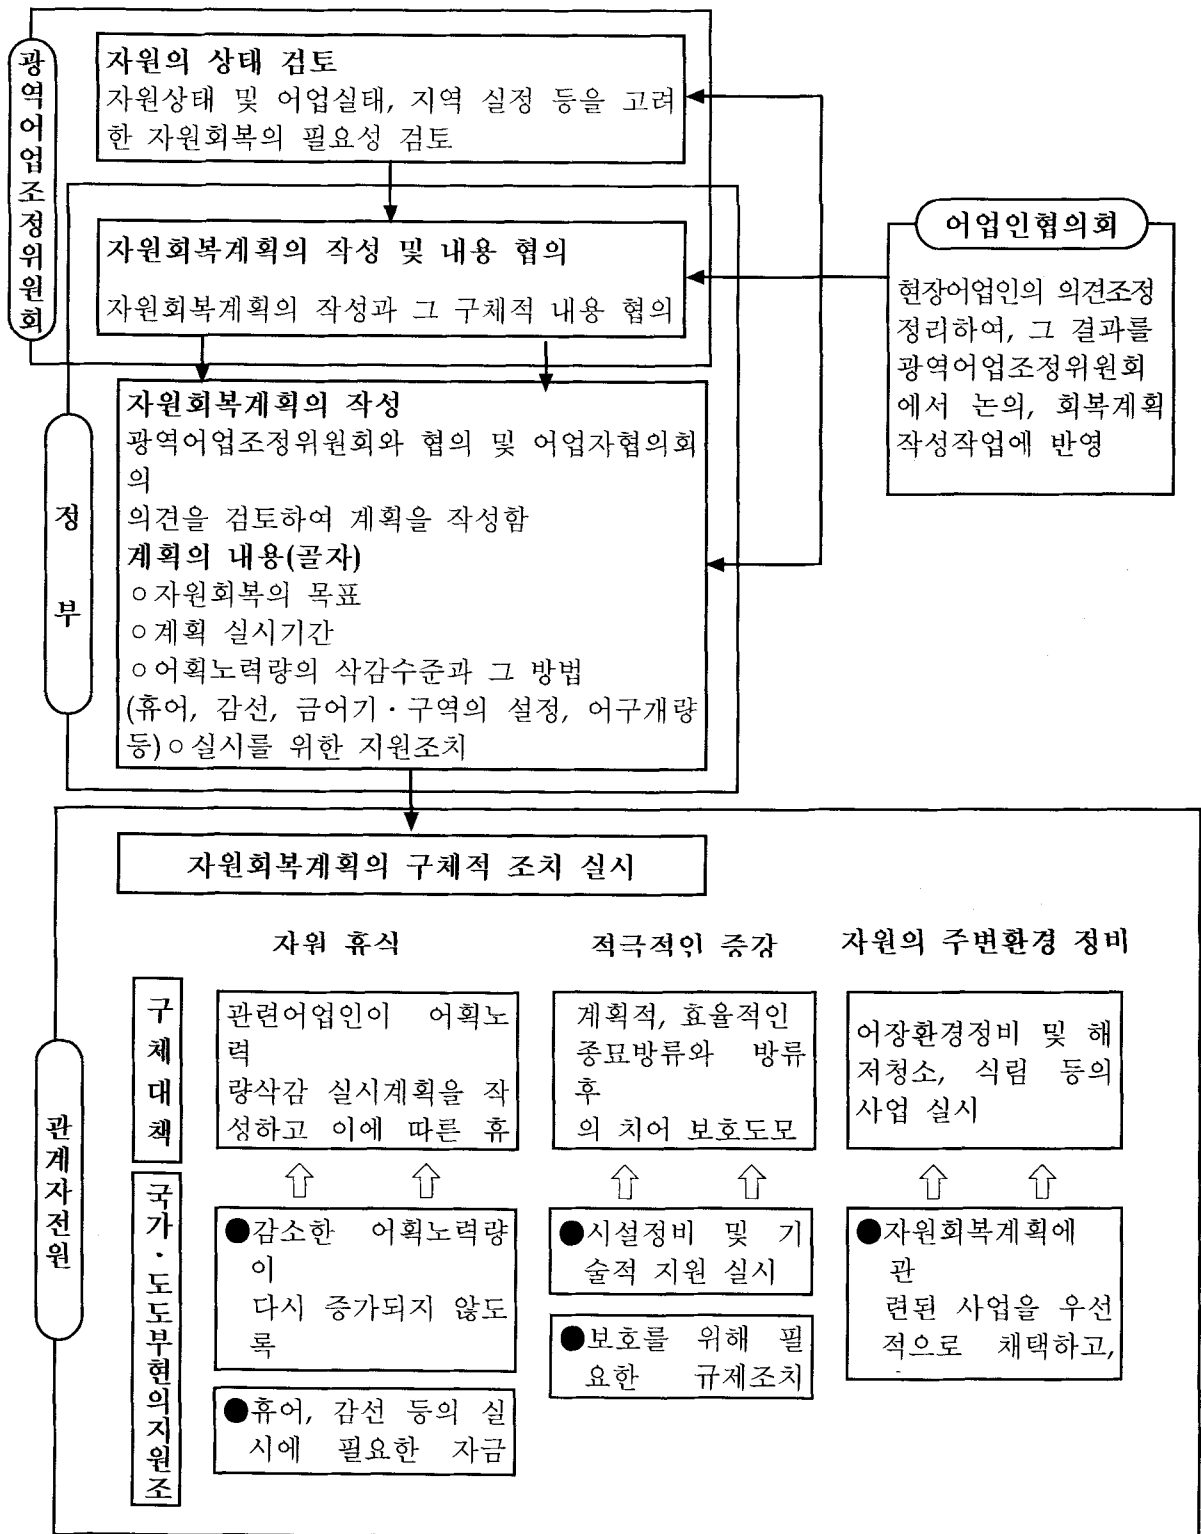 광역어업조정위원회
자원의 상태 검토
자원상태 및 어업실태, 지역 실정 등을 고려
한 자원회복의 필요성 검토
자원회복계획의 작성 및 내용 협의
자원회복계획의 작성과 그 구체적 내용 협의
어업인협의회
현장어업인의 의견조정
정리하여, 그 결과를
광역어업조정위원회
에서 논의, 회복계획
작성작업에 반영
정부
자원회복계획의 작성
광역어업조정위원회와 협의 및 어업자협의회
의
의견을 검토하여 계획을 작성함
계획의 내용(골자)
○자원회복의 목표
○계획 실시기간
○어획노력량의 삭감수준과 그 방법
(휴어, 감선, 금어기·구역의 설정, 어구개량
등)○실시를 위한 지원조치
관계자전원
자원회복계획의 구체적 조치 실시
자원 휴식
적극적인 증강
자원의 주변환경 정비
구체대책
관련어업인이 어획노
력
량삭감 실시계획을 작
성하고 이에 따른 휴
계획적, 효율적인
종묘방류와 방류
후
의 치어 보호도모
어장환경정비 및 해
저청소, 식림 등의
사업 실시
국가·도도부현의지원조
●감소한 어획노력량
이
다시 증가되지 않도
록
●휴어, 감선 등의 실
시에 필요한 자금
●시설정비 및 기
술적 지원 실시
●보호를 위해 필
요한 규제조치
●자원회복계획에
관
련된 사업을 우선
적으로 채택하고,